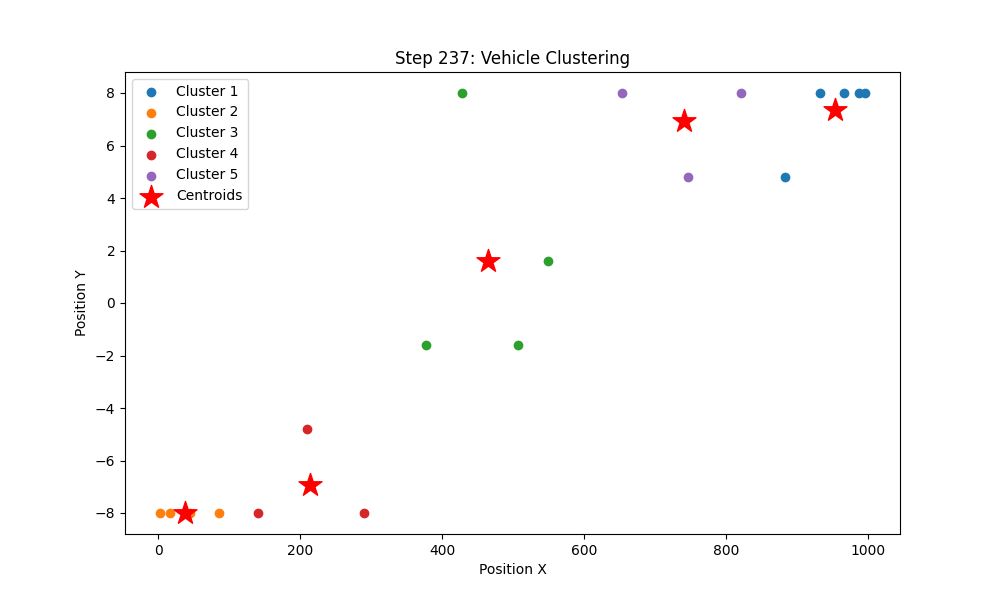 Step 237: Vehicle Clustering
Cluster 1
Cluster 2
Cluster 3
Cluster 4
Cluster 5
Centroids
8
6
4
2
0
−2
−4
−6
−8
Position Y
0
200
400
600
800
1000
Position X